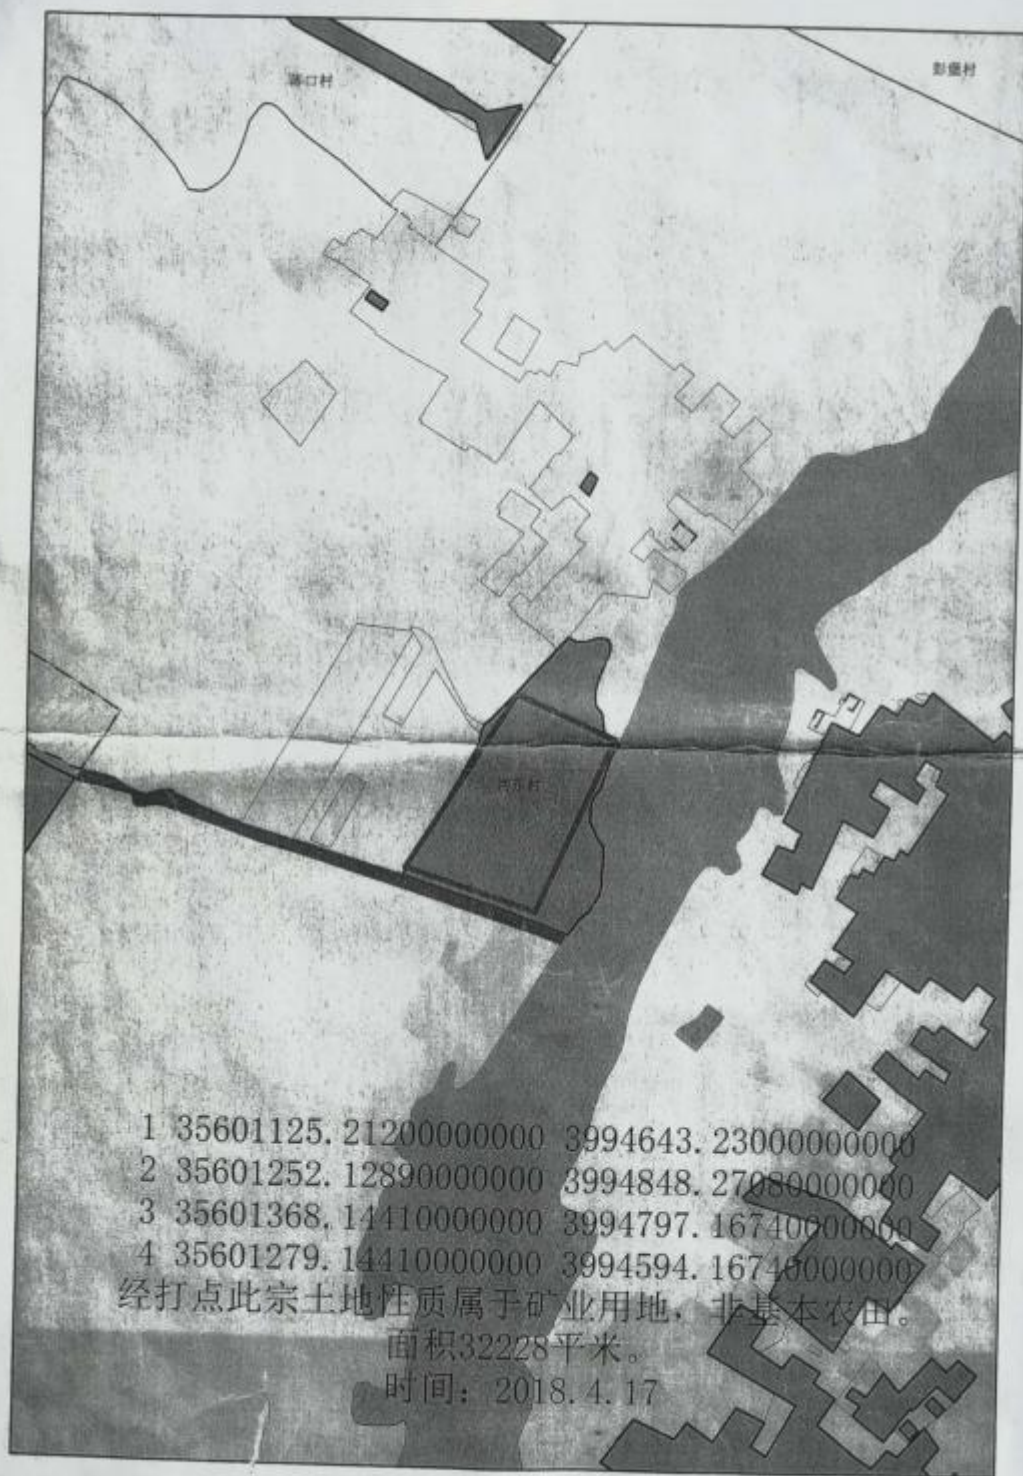 彭堡村
1 35601125.21200000000 3994643.23000000000
2 35601252.12890000000 3994848.27080000000
3 35601368.14410000000 3994797.16740000000
4 35601279.14410000000 3994594.16740000000
经打点此宗土地性质属于矿业用地，非基本农田。
面积32228平米。
时间：2018.4.17